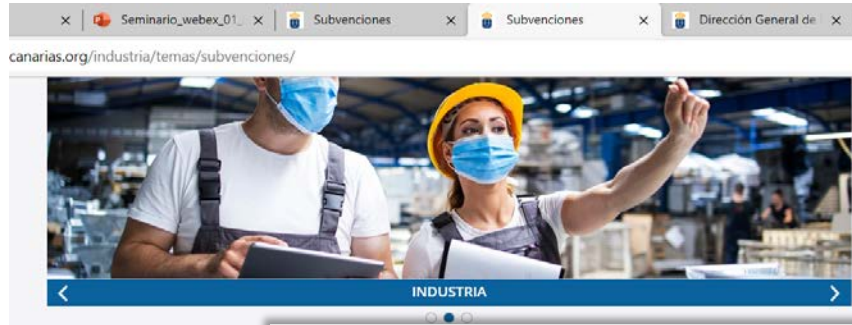 Seminario_webex_01_ Subvenciones Subvenciones Dirección General de
canarias.org/industria/temas/subvenciones/
INDUSTRIA